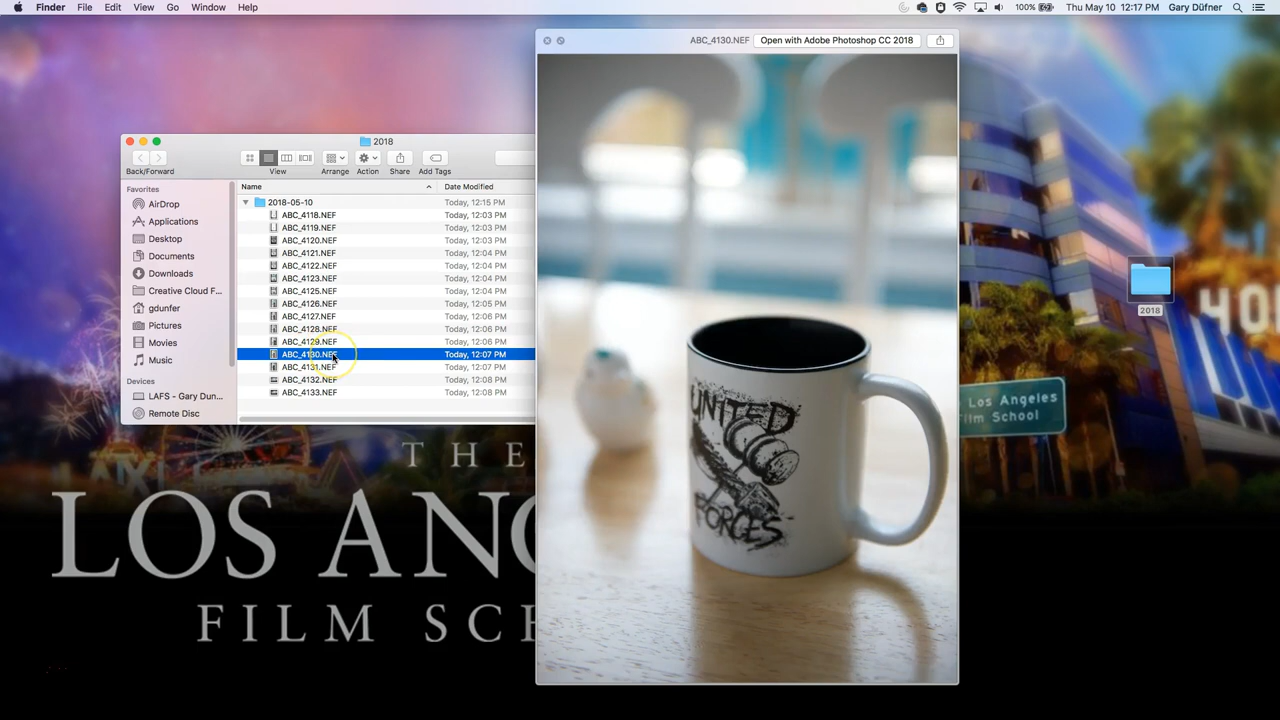 Finder File Edit View Go Window Help 100% Thu May 10 12:17 PM Gary Düfner
ABC_4130.NEF Open with Adobe Photoshop CC 2018
2018
Back/Forward View Arrange Action Share Add Tags
Favorites
AirDrop
Applications
Desktop
Documents
Downloads
Creative Cloud F...
gdunfer
Pictures
Movies
Music
Devices
LAFS - Gary Dun...
Remote Disc
Name Date Modified
2018-05-10 Today, 12:15 PM
ABC_4118.NEF Today, 12:03 PM
ABC_4119.NEF Today, 12:03 PM
ABC_4120.NEF Today, 12:03 PM
ABC_4121.NEF Today, 12:04 PM
ABC_4122.NEF Today, 12:04 PM
ABC_4123.NEF Today, 12:04 PM
ABC_4125.NEF Today, 12:04 PM
ABC_4126.NEF Today, 12:05 PM
ABC_4127.NEF Today, 12:06 PM
ABC_4128.NEF Today, 12:06 PM
ABC_4129.NEF Today, 12:06 PM
ABC_4130.NEF Today, 12:07 PM
ABC_4131.NEF Today, 12:07 PM
ABC_4132.NEF Today, 12:08 PM
ABC_4133.NEF Today, 12:08 PM
UNITED
FORCES
2018
HO
Los Angeles
Film School
THE
LOS ANG
FILM SCH